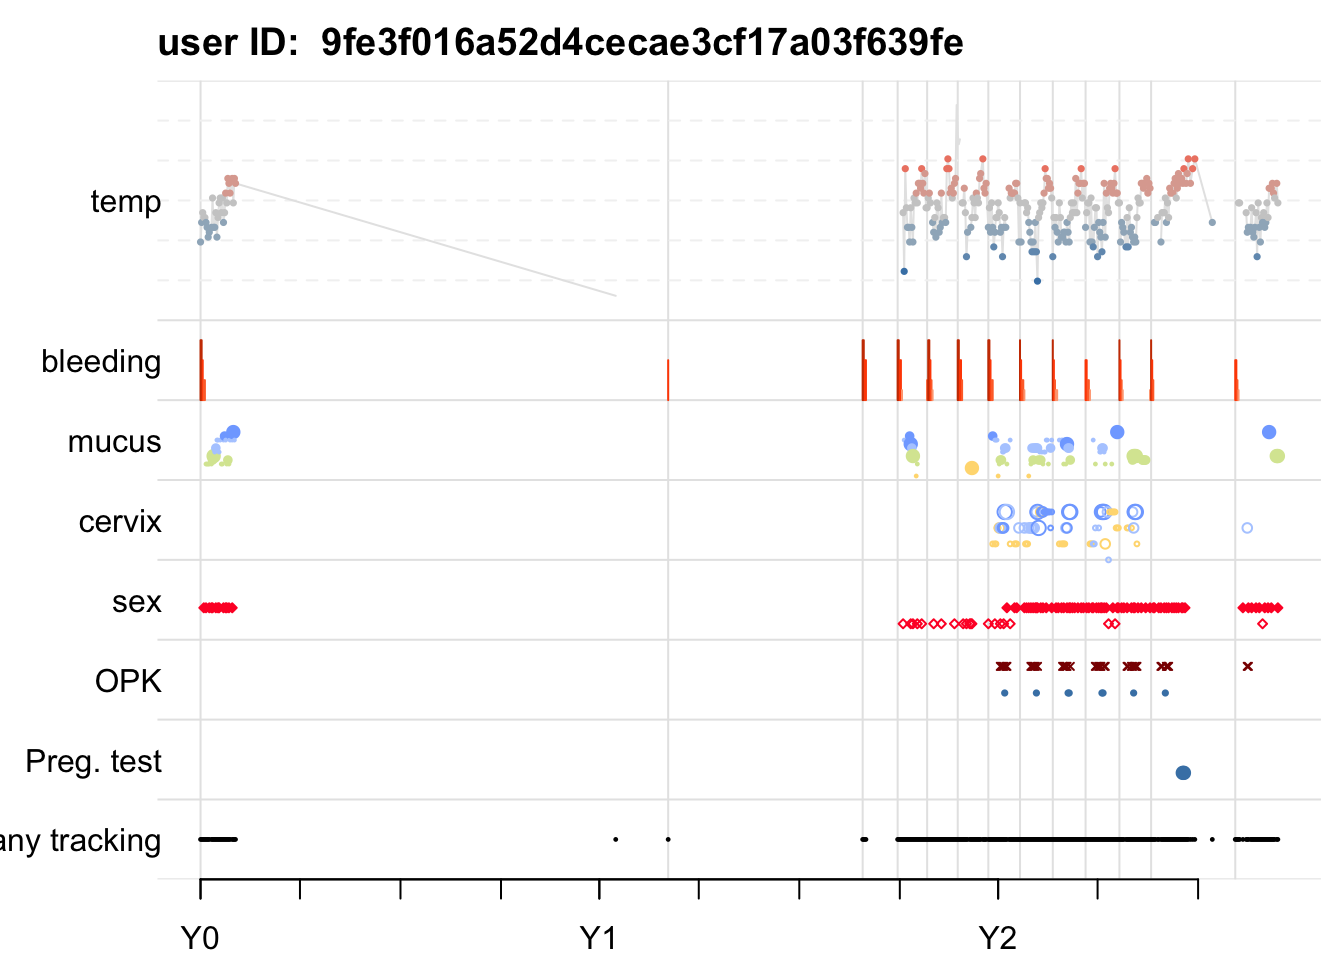 user ID:  9fe3f016a52d4cecae3cf17a03f639fe
temp
bleeding
mucus
cervix
sex
OPK
Preg. test
any tracking
Y0 Y1 Y2